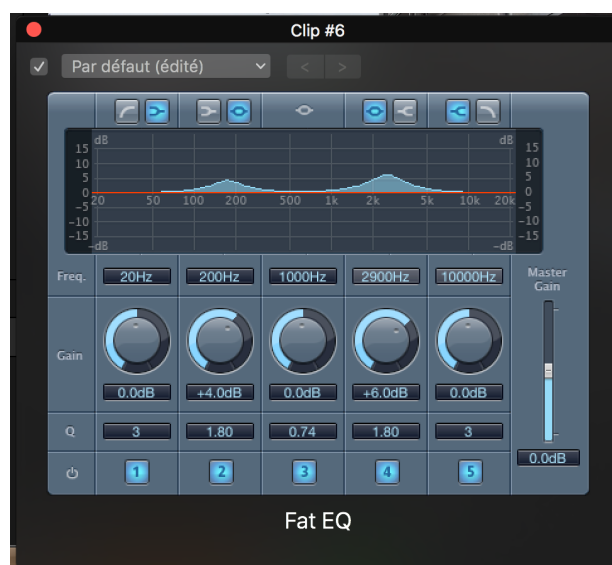 Clip #6
Par défaut (édité)
dB dB
15 15
10 10
5 5
0 20 50 100 200 500 1k 2k 5k 10k 20k 0
-5 -5
-10 -10
-15 -15
-dB -dB
Freq. 20Hz 200Hz 1000Hz 2900Hz 10000Hz Master
Gain
Gain 0.0dB +4.0dB 0.0dB +6.0dB 0.0dB
Q 3 1.80 0.74 1.80 3
0.0dB
1 2 3 4 5
Fat EQ